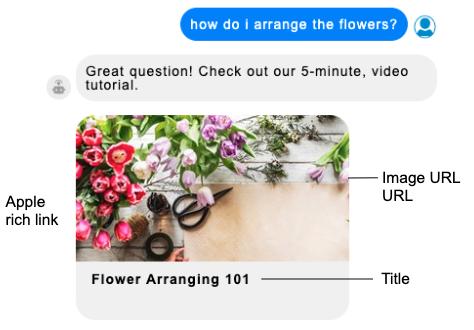 how do i arrange the flowers?
Great question! Check out our 5-minute, video
tutorial.
Apple
rich link
Image URL
URL
Flower Arranging 101
Title